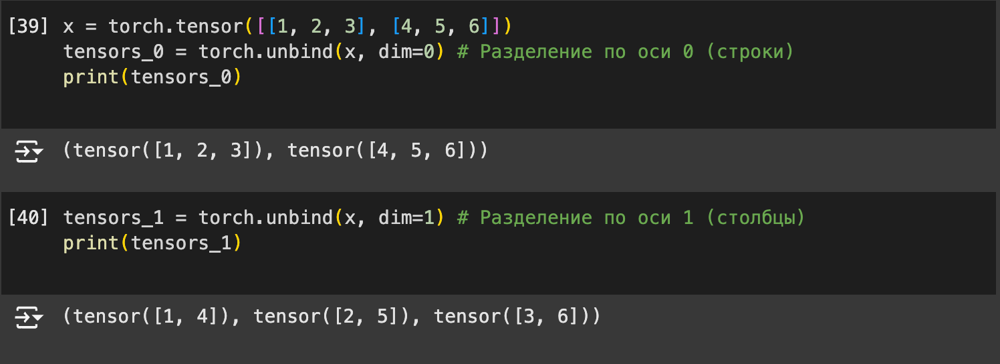 [39] x = torch.tensor([[1, 2, 3], [4, 5, 6]])
tensors_0 = torch.unbind(x, dim=0) # Разделение по оси 0 (строки)
print(tensors_0)
(tensor([1, 2, 3]), tensor([4, 5, 6]))
[40] tensors_1 = torch.unbind(x, dim=1) # Разделение по оси 1 (столбцы)
print(tensors_1)
(tensor([1, 4]), tensor([2, 5]), tensor([3, 6]))